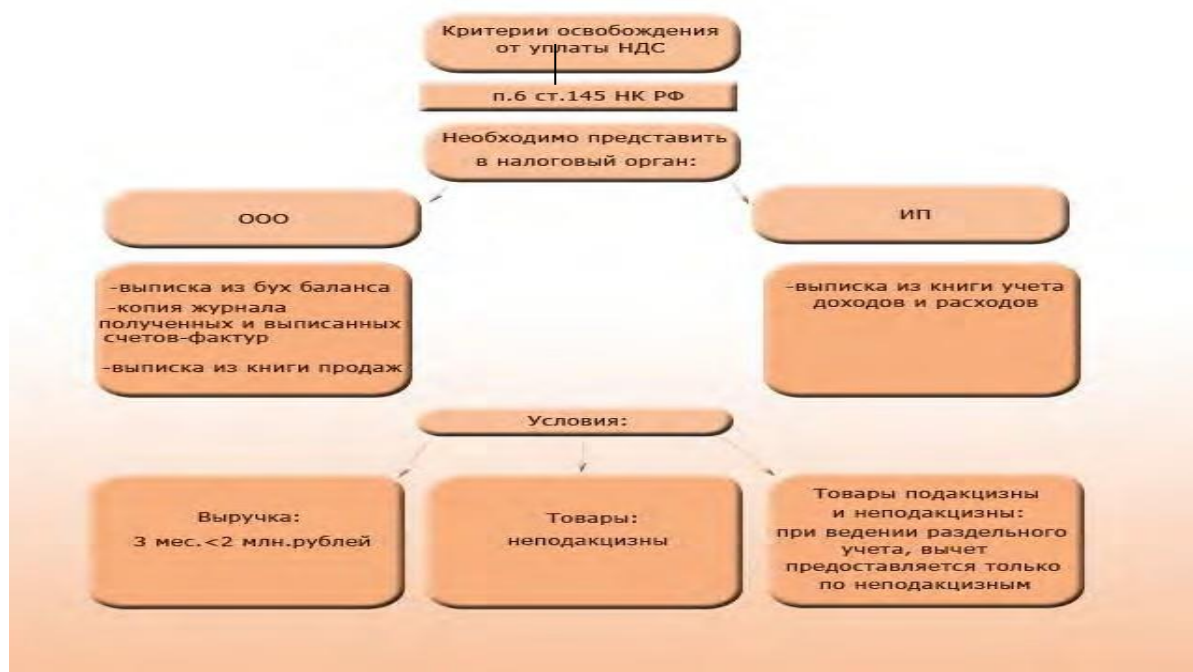 Критерии освобождения
от уплаты НДС
п.6 ст.145 НК РФ
Необходимо представить
в налоговый орган:
ООО
ИП
-выписка из бух баланса
-копия журнала
полученных и выписанных
счетов-фактур
-выписка из книги продаж
-выписка из книги учета
доходов и расходов
Условия:
Выручка:
3 мес.<2 млн.рублей
Товары:
неподакцизны
Товары подакцизны
и неподакцизны:
при ведении раздельного
учета, вычет
предоставляется только
по неподакцизным